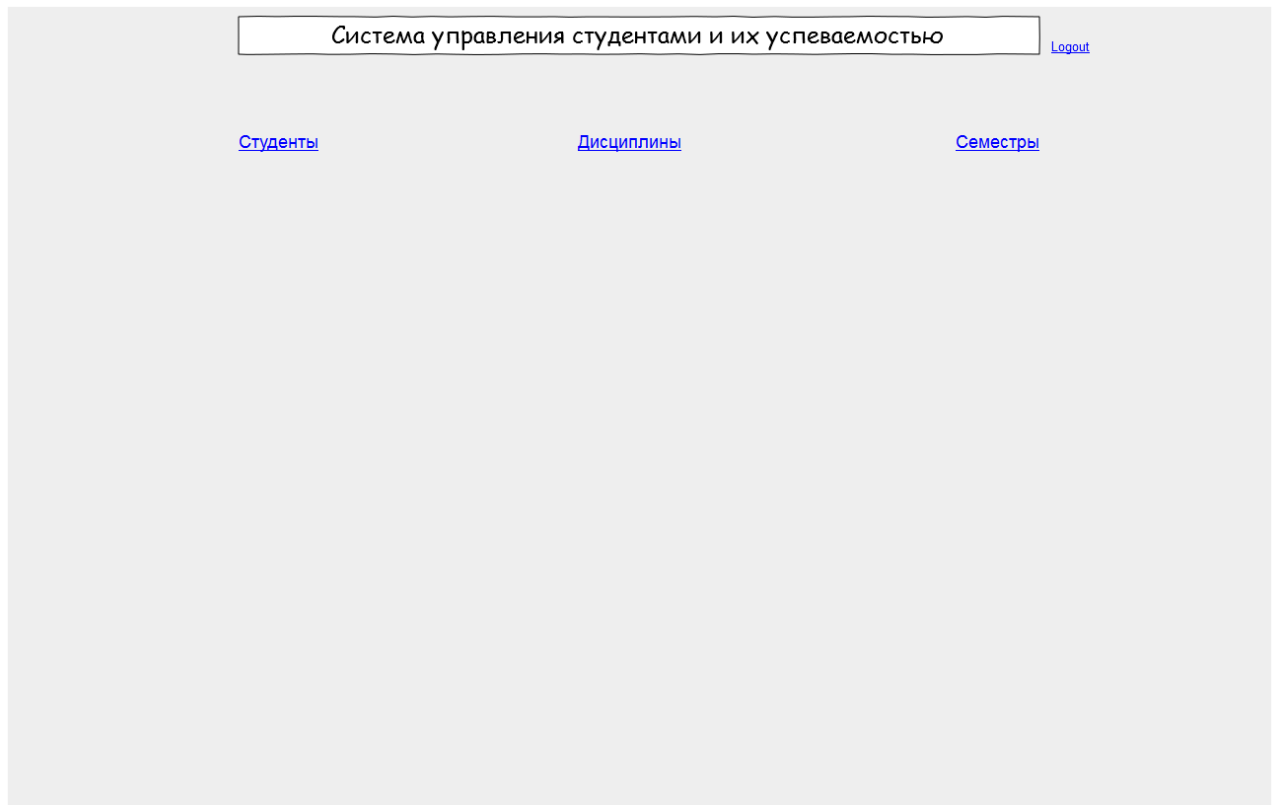 Система управления студентами и их успеваемостью
Logout
Студенты
Дисциплины
Семестры